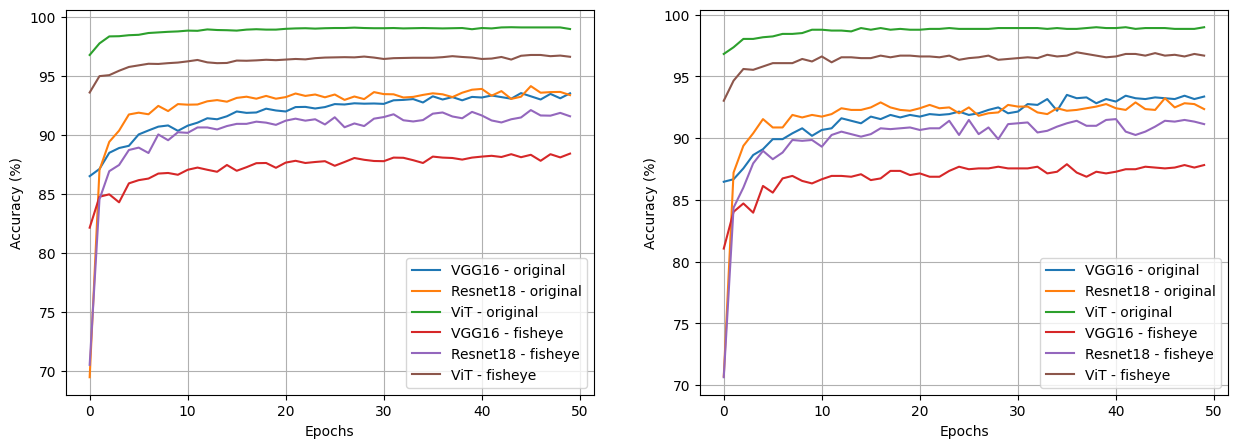 100
95
90
85
80
75
70
Accuracy (%)
0 10 20 30 40 50
Epochs
VGG16 - original
Resnet18 - original
ViT - original
VGG16 - fisheye
Resnet18 - fisheye
ViT - fisheye
100
95
90
85
80
75
70
Accuracy (%)
0 10 20 30 40 50
Epochs
VGG16 - original
Resnet18 - original
ViT - original
VGG16 - fisheye
Resnet18 - fisheye
ViT - fisheye